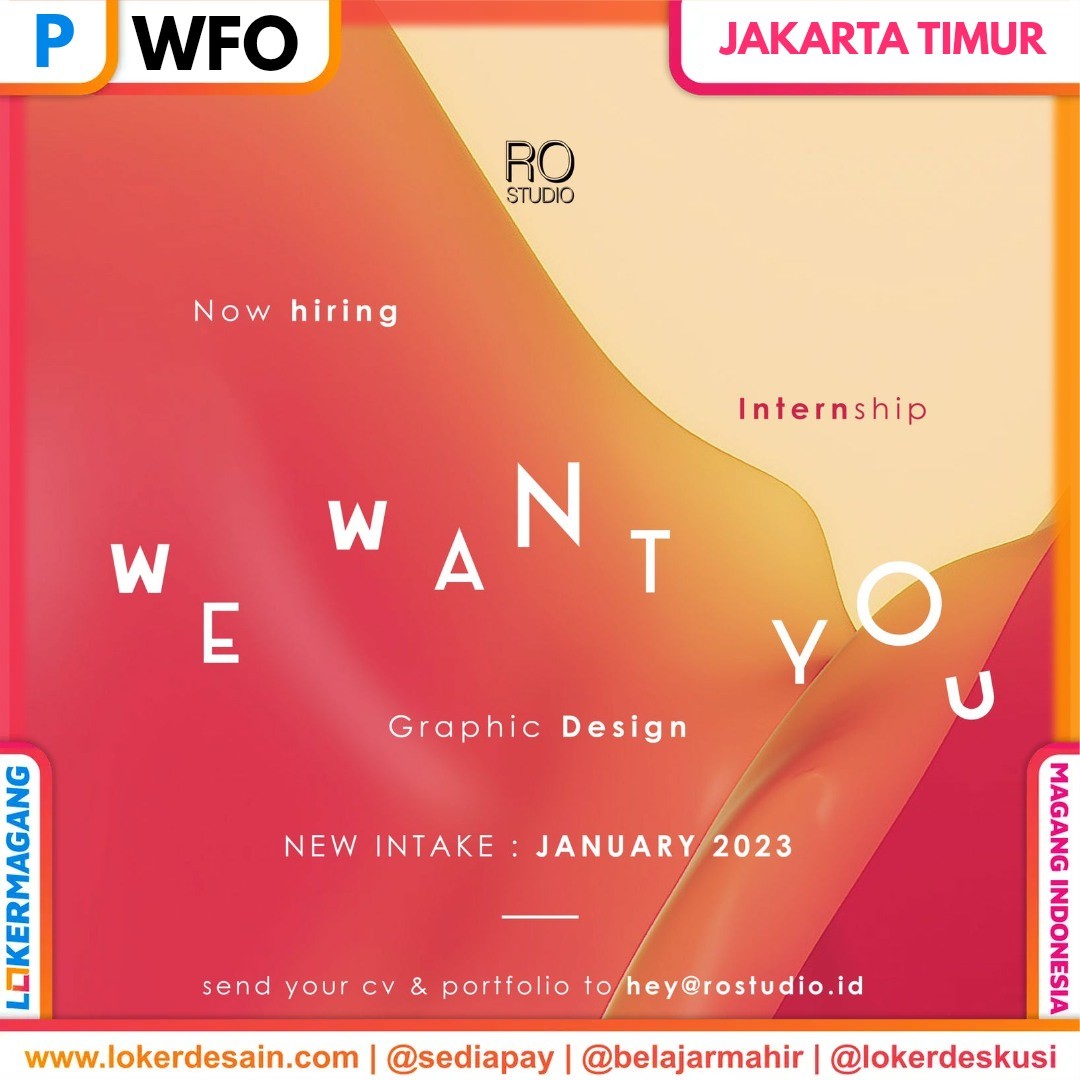 P
WFO
JAKARTA TIMUR
RO
STUDIO
Now hiring
Internship
WE WANT YOU
Graphic Design
NEW INTAKE : JANUARY 2023
send your cv & portfolio to hey@rostudio.id
LOKERMAGANG
MAGANG INDONESIA
www.lokerdesain.com | @sediapay | @belajarmahir | @lokerdeskusi